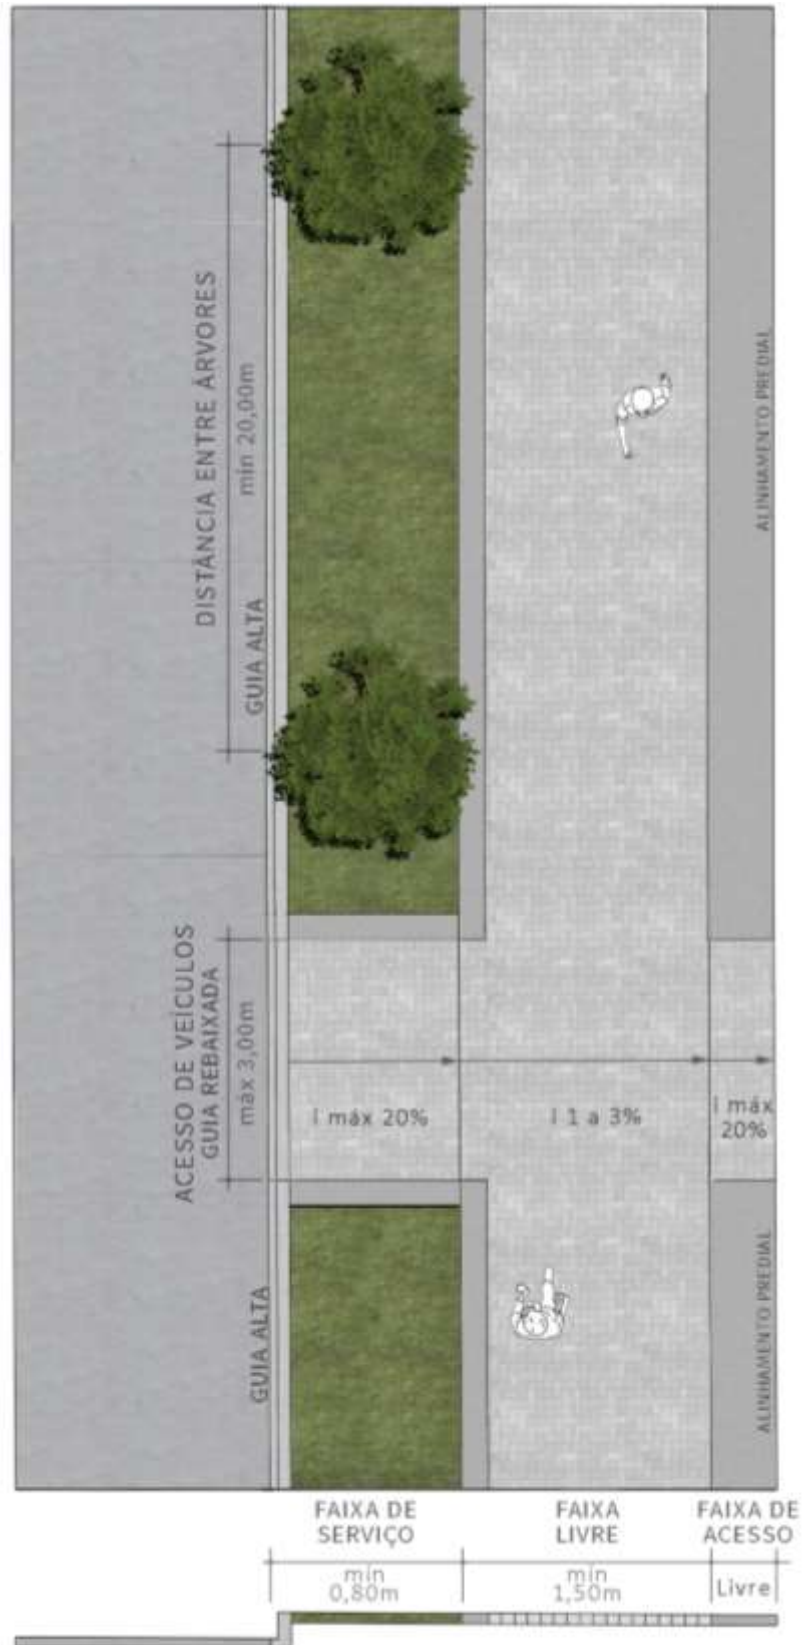 DISTÂNCIA ENTRE ÁRVORES
mín 20,00m
GUIA ALTA
ALINHAMENTO PREDIAL
ACESSO DE VEÍCULOS
GUIA REBAIXADA
máx 3,00m
I máx 20%
I 1 a 3%
I máx
20%
GUIA ALTA
ALINHAMENTO PREDIAL
FAIXA DE
SERVIÇO
FAIXA
LIVRE
FAIXA DE
ACESSO
mín
0,80m
mín
1,50m
Livre